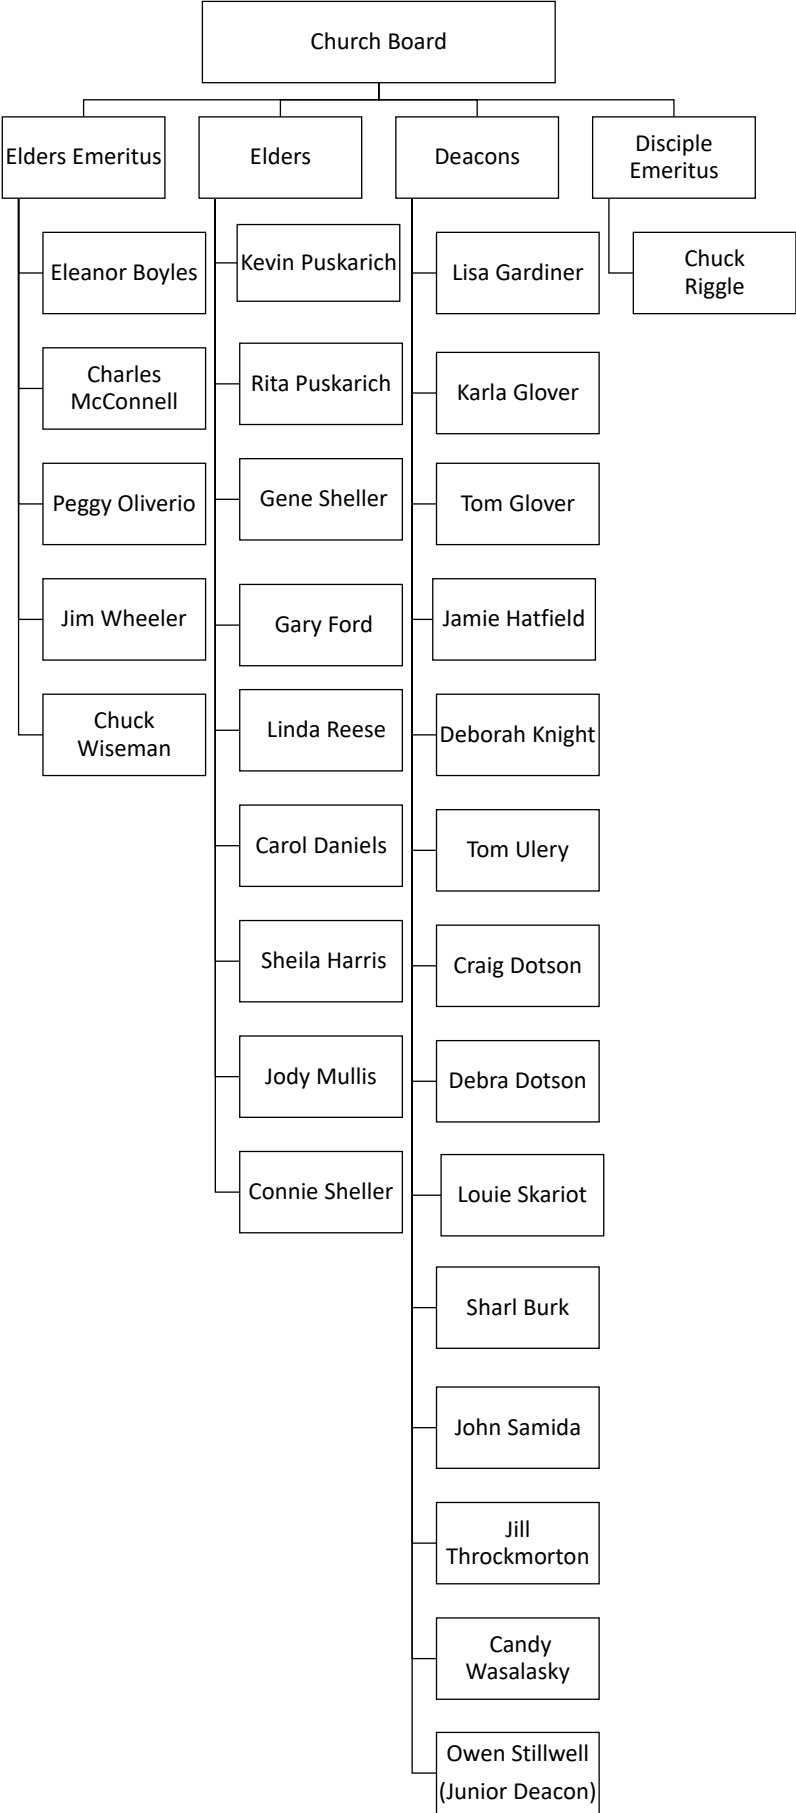 Church Board
Elders Emeritus
Elders
Deacons
Disciple
Emeritus
Eleanor Boyles
Charles
McConnell
Peggy Oliverio
Jim Wheeler
Chuck
Wiseman
Kevin Puskarich
Rita Puskarich
Gene Sheller
Gary Ford
Linda Reese
Carol Daniels
Sheila Harris
Jody Mullis
Connie Sheller
Lisa Gardiner
Karla Glover
Tom Glover
Jamie Hatfield
Deborah Knight
Tom Ulery
Craig Dotson
Debra Dotson
Louie Skariot
Sharl Burk
John Samida
Jill
Throckmorton
Candy
Wasalasky
Owen Stillwell
(Junior Deacon)
Chuck
Riggle